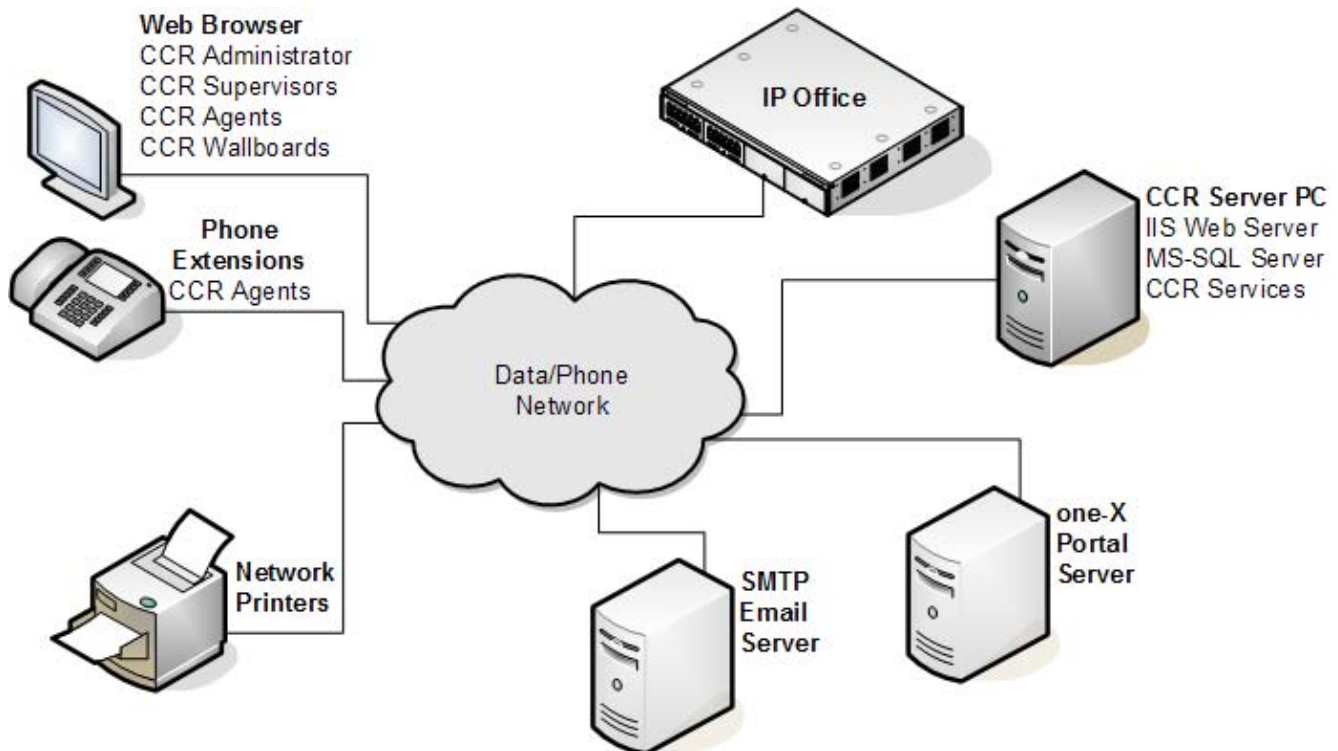 Web Browser
CCR Administrator
CCR Supervisors
CCR Agents
CCR Wallboards
IP Office
CCR Server PC
IIS Web Server
MS-SQL Server
CCR Services
Phone
Extensions
CCR Agents
Data/Phone
Network
one-X
Portal
Server
Network
Printers
SMTP
Email
Server